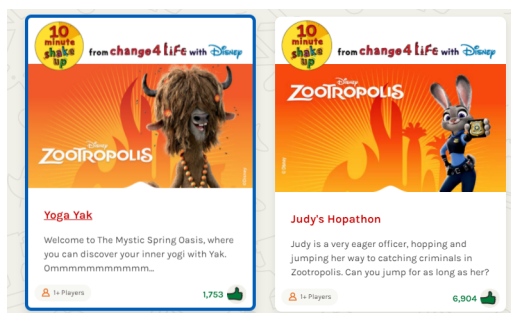 10
minute
shake
up
from change4Life with Disney
Disney
ZOOTROPOLIS
© Disney
Yoga Yak
Welcome to The Mystic Spring Oasis, where
you can discover your inner yogi with Yak.
Ommmmmmmmmmm...
1+ Players
1,753
10
minute
shake
up
from change4Life with Disney
Disney
ZOOTROPOLIS
© Disney
Judy's Hopathon
Judy is a very eager officer, hopping and
jumping her way to catching criminals in
Zootropolis. Can you jump for as long as her?
1+ Players
6,904